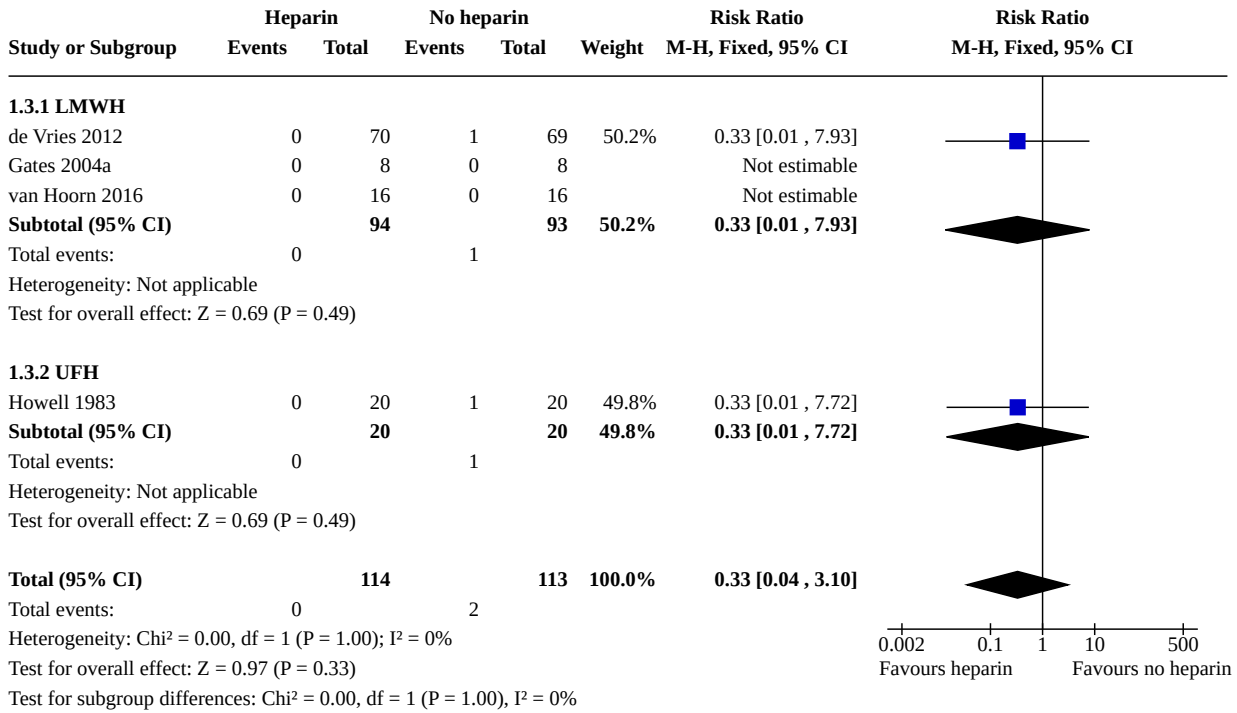 Heparin No heparin Risk Ratio Risk Ratio
Study or Subgroup Events Total Events Total Weight M-H, Fixed, 95% CI M-H, Fixed, 95% CI
1.3.1 LMWH
de Vries 2012 0 70 1 69 50.2% 0.33 [0.01 , 7.93]
Gates 2004a 0 8 0 8 Not estimable
van Hoorn 2016 0 16 0 16 Not estimable
Subtotal (95% CI) 94 93 50.2% 0.33 [0.01 , 7.93]
Total events: 0 1
Heterogeneity: Not applicable
Test for overall effect: Z = 0.69 (P = 0.49)
1.3.2 UFH
Howell 1983 0 20 1 20 49.8% 0.33 [0.01 , 7.72]
Subtotal (95% CI) 20 20 49.8% 0.33 [0.01 , 7.72]
Total events: 0 1
Heterogeneity: Not applicable
Test for overall effect: Z = 0.69 (P = 0.49)
Total (95% CI) 114 113 100.0% 0.33 [0.04 , 3.10]
Total events: 0 2
Heterogeneity: Chi² = 0.00, df = 1 (P = 1.00); I² = 0%
0.002 0.1 1 10 500
Test for overall effect: Z = 0.97 (P = 0.33)
Favours heparin Favours no heparin
Test for subgroup differences: Chi² = 0.00, df = 1 (P = 1.00), I² = 0%